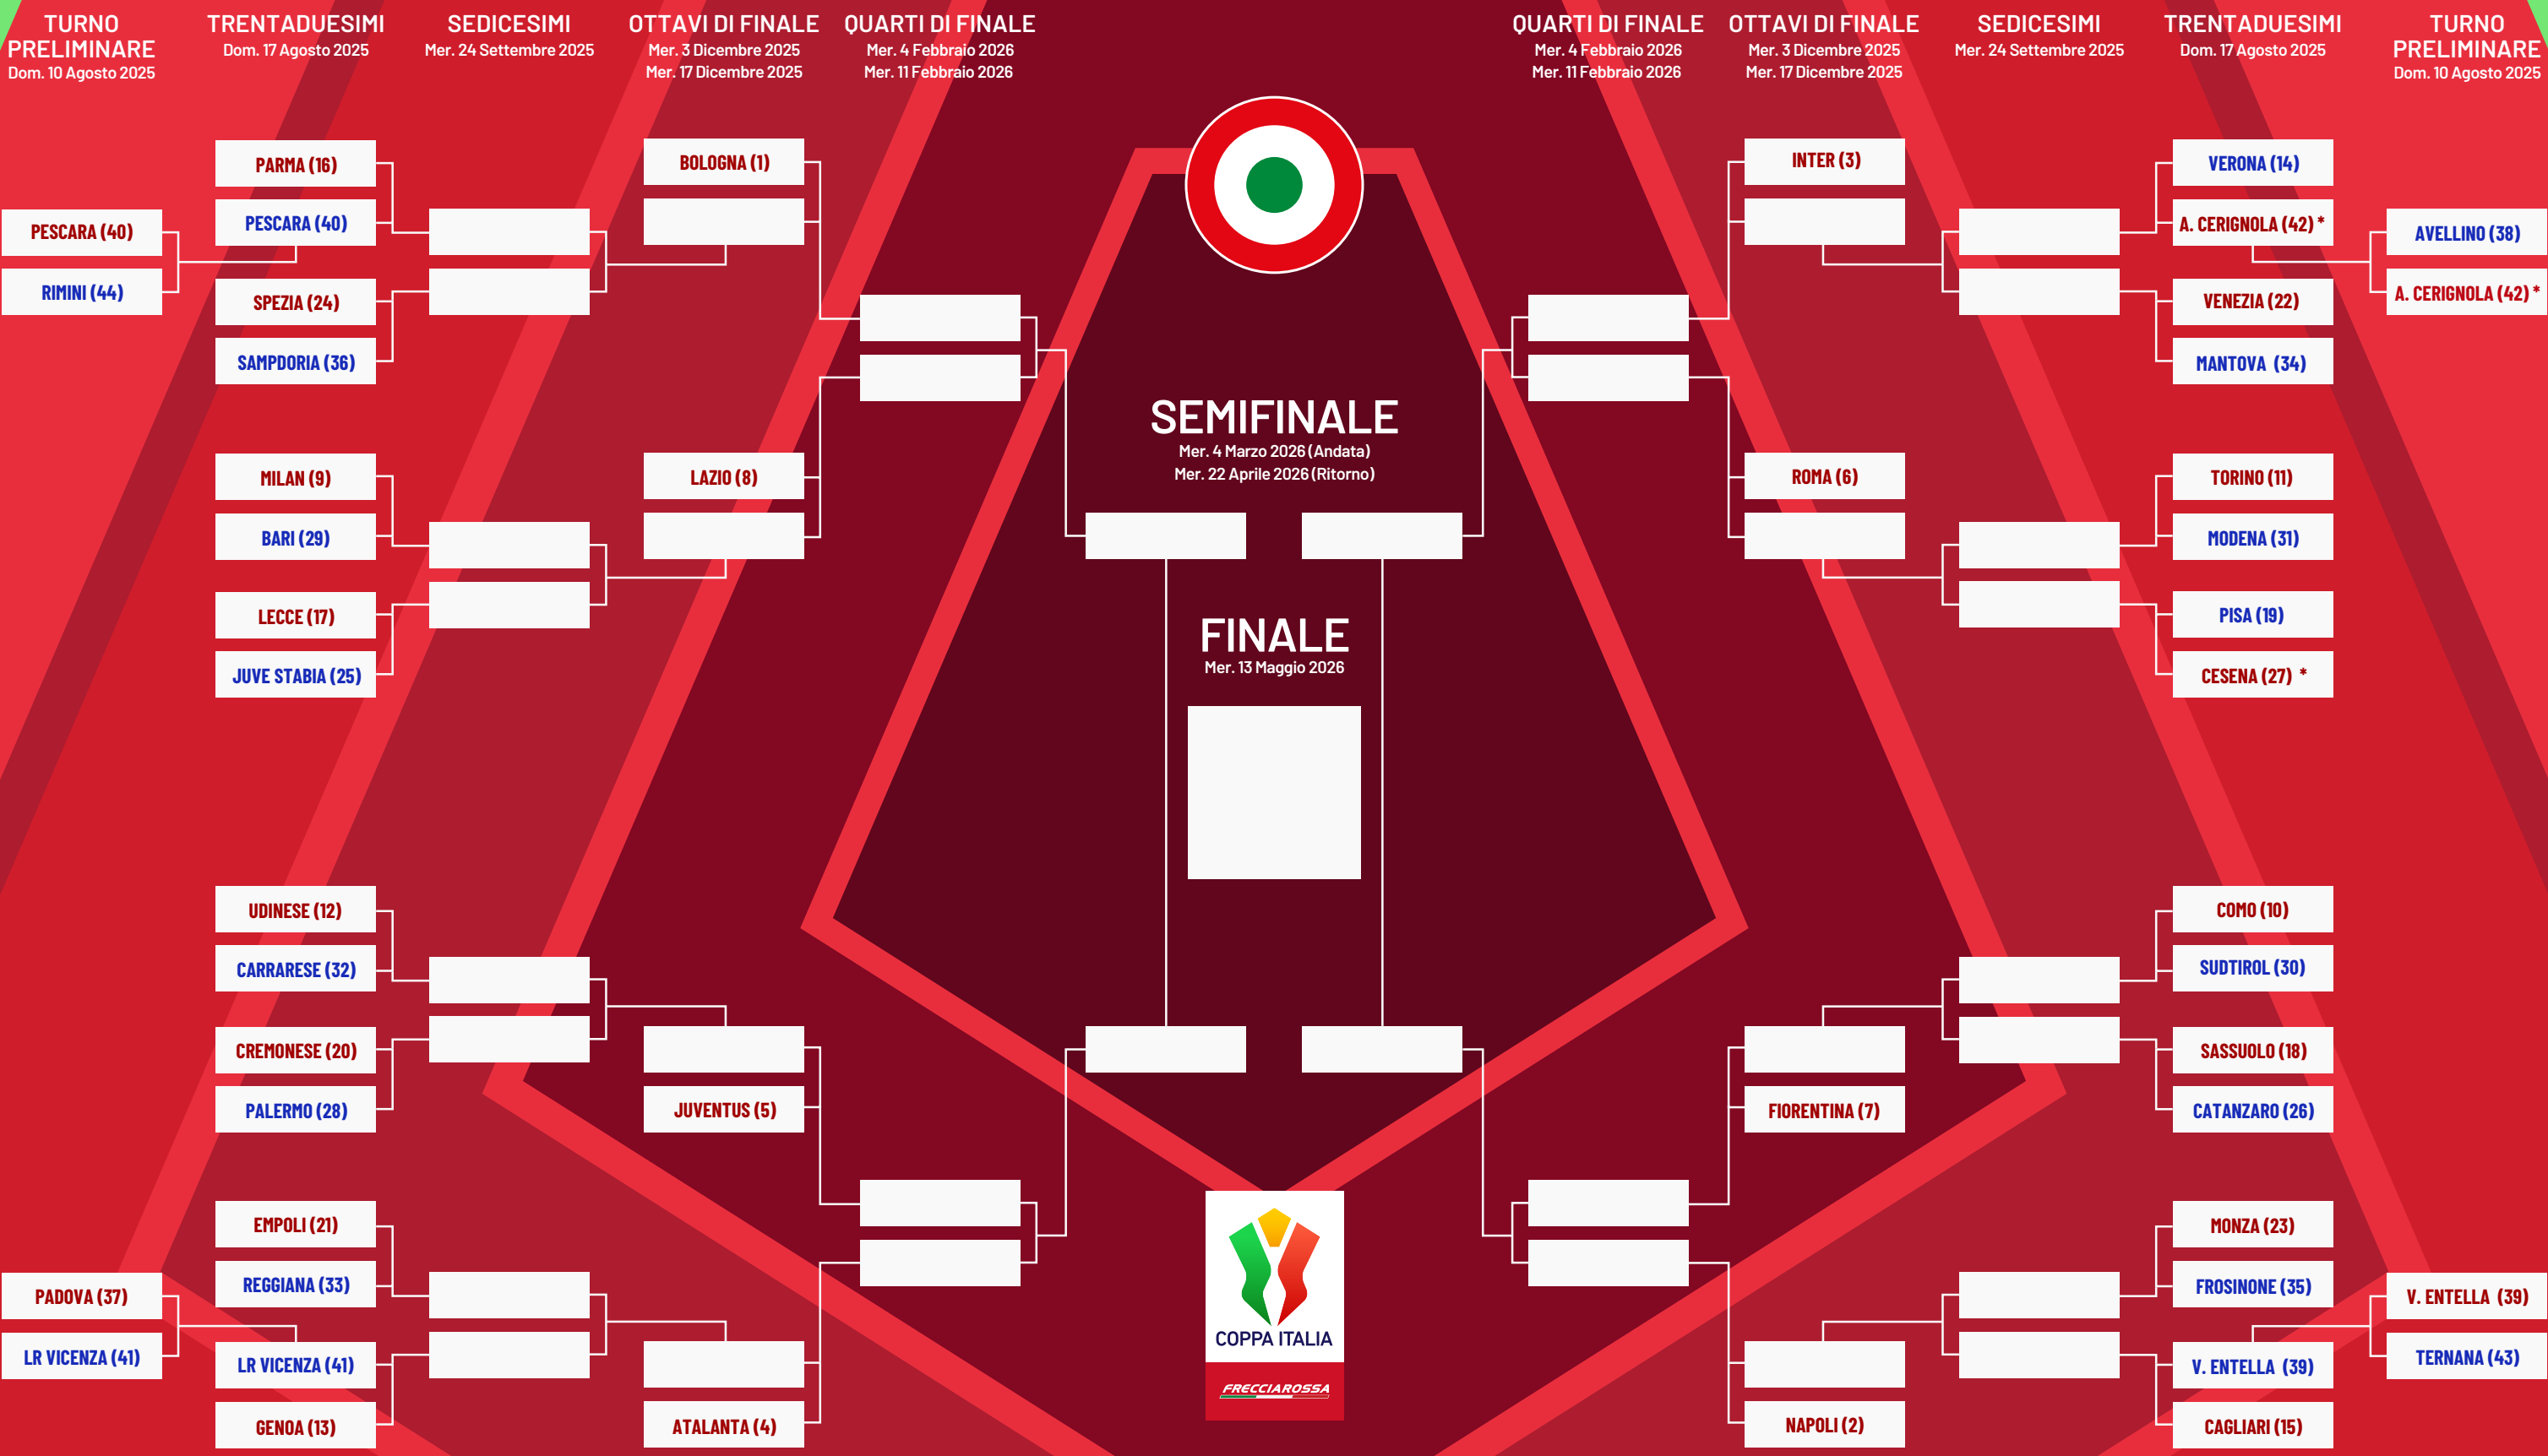 TURNO
PRELIMINARE
Dom. 10 Agosto 2025
TRENTADUESIMI
Dom. 17 Agosto 2025
SEDICESIMI
Mer. 24 Settembre 2025
OTTAVI DI FINALE
Mer. 3 Dicembre 2025
Mer. 17 Dicembre 2025
QUARTI DI FINALE
Mer. 4 Febbraio 2026
Mer. 11 Febbraio 2026
QUARTI DI FINALE
Mer. 4 Febbraio 2026
Mer. 11 Febbraio 2026
OTTAVI DI FINALE
Mer. 3 Dicembre 2025
Mer. 17 Dicembre 2025
SEDICESIMI
Mer. 24 Settembre 2025
TRENTADUESIMI
Dom. 17 Agosto 2025
TURNO
PRELIMINARE
Dom. 10 Agosto 2025
PESCARA (40)
RIMINI (44)
PADOVA (37)
LR VICENZA (41)
PARMA (16)
PESCARA (40)
SPEZIA (24)
SAMPDORIA (36)
MILAN (9)
BARI (29)
LECCE (17)
JUVE STABIA (25)
UDINESE (12)
CARRARESE (32)
CREMONESE (20)
PALERMO (28)
EMPOLI (21)
REGGIANA (33)
LR VICENZA (41)
GENOA (13)
BOLOGNA (1)
LAZIO (8)
JUVENTUS (5)
ATALANTA (4)
SEMIFINALE
Mer. 4 Marzo 2026 (Andata)
Mer. 22 Aprile 2026 (Ritorno)
FINALE
Mer. 13 Maggio 2026
COPPA ITALIA
FRECCIAROSSA
INTER (3)
ROMA (6)
FIORENTINA (7)
NAPOLI (2)
VERONA (14)
A. CERIGNOLA (42) *
VENEZIA (22)
MANTOVA (34)
TORINO (11)
MODENA (31)
PISA (19)
CESENA (27) *
COMO (10)
SUDTIROL (30)
SASSUOLO (18)
CATANZARO (26)
MONZA (23)
FROSINONE (35)
V. ENTELLA (39)
CAGLIARI (15)
AVELLINO (38)
A. CERIGNOLA (42) *
V. ENTELLA (39)
TERNANA (43)